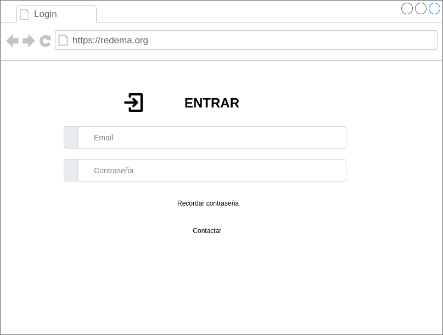 Login
https://redema.org
ENTRAR
Email
Contraseña
Recordar contraseña
Contactar